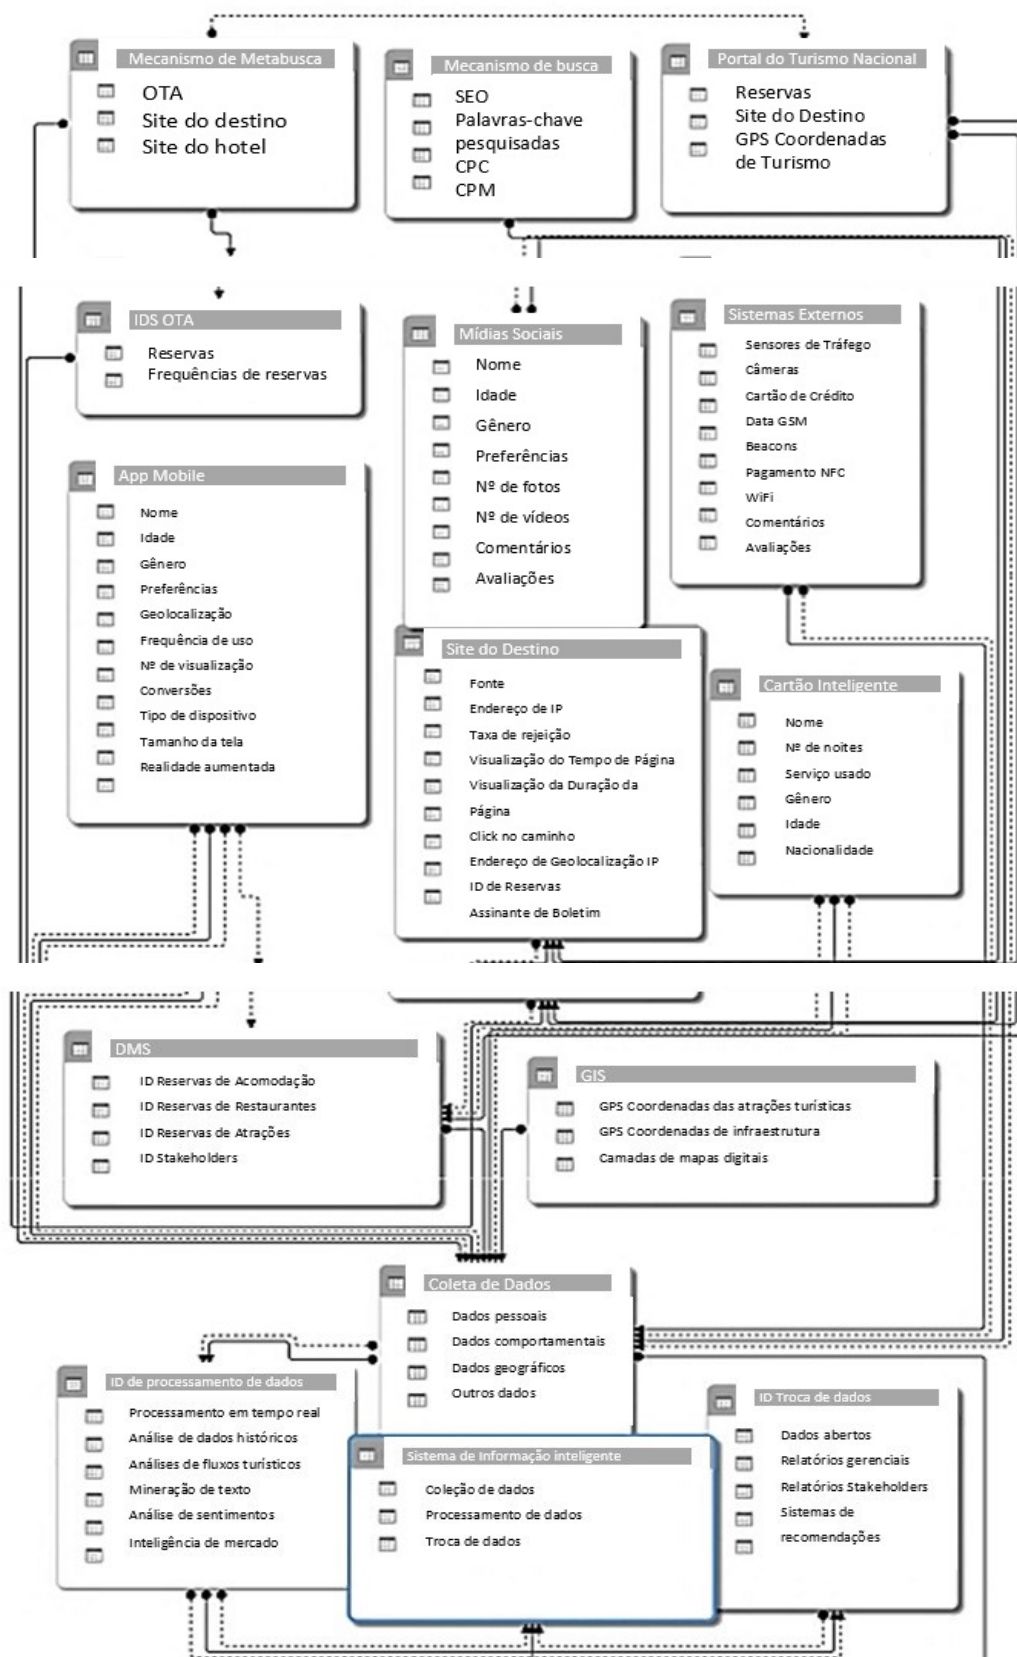 Mecanismo de Metabusca
OTA
Site do destino
Site do hotel
Mecanismo de busca
SEO
Palavras-chave
pesquisadas
CPC
CPM
Portal do Turismo Nacional
Reservas
Site do Destino
GPS Coordenadas
de Turismo
IDS OTA
Reservas
Frequências de reservas
App Mobile
Nome
Idade
Gênero
Preferências
Geolocalização
Frequência de uso
Nº de visualização
Conversões
Tipo de dispositivo
Tamanho da tela
Realidade aumentada
Mídias Sociais
Nome
Idade
Gênero
Preferências
Nº de fotos
Nº de vídeos
Comentários
Avaliações
Sistemas Externos
Sensores de Tráfego
Câmeras
Cartão de Crédito
Data GSM
Beacons
Pagamento NFC
WiFi
Comentários
Avaliações
Site do Destino
Fonte
Endereço de IP
Taxa de rejeição
Visualização do Tempo de Página
Visualização da Duração da
Página
Click no caminho
Endereço de Geolocalização IP
ID de Reservas
Assinante de Boletim
Cartão Inteligente
Nome
Nº de noites
Serviço usado
Gênero
Idade
Nacionalidade
DMS
ID Reservas de Acomodação
ID Reservas de Restaurantes
ID Reservas de Atrações
ID Stakeholders
GIS
GPS Coordenadas das atrações turísticas
GPS Coordenadas de infraestrutura
Camadas de mapas digitais
Coleta de Dados
Dados pessoais
Dados comportamentais
Dados geográficos
Outros dados
ID de processamento de dados
Processamento em tempo real
Análise de dados históricos
Análises de fluxos turísticos
Mineração de texto
Análise de sentimentos
Inteligência de mercado
Sistema de Informação inteligente
Coleção de dados
Processamento de dados
Troca de dados
ID Troca de dados
Dados abertos
Relatórios gerenciais
Relatórios Stakeholders
Sistemas de
recomendações